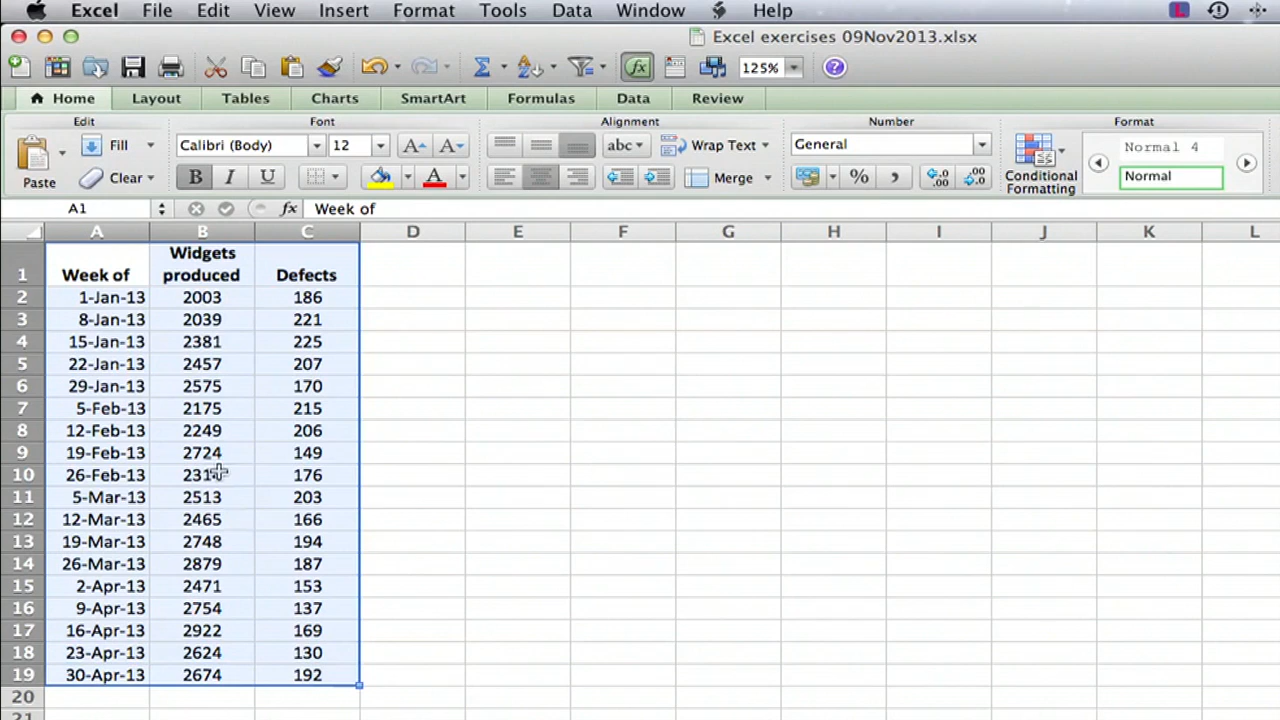 Excel File Edit View Insert Format Tools Data Window Help
Excel exercises 09Nov2013.xlsx
fx 125% ?
Home Layout Tables Charts SmartArt Formulas Data Review
Edit Font Alignment Number Format
Fill Calibri (Body) 12 A A abc Wrap Text General Normal 4
Paste Clear B I U A Merge % , .0 .00 .00 .0 Conditional Formatting Normal
A1 fx Week of
A B C D E F G H I J K L
1 Week of Widgets produced Defects
2 1-Jan-13 2003 186
3 8-Jan-13 2039 221
4 15-Jan-13 2381 225
5 22-Jan-13 2457 207
6 29-Jan-13 2575 170
7 5-Feb-13 2175 215
8 12-Feb-13 2249 206
9 19-Feb-13 2724 149
10 26-Feb-13 176
11 5-Mar-13 2513 203
12 12-Mar-13 2465 166
13 19-Mar-13 2748 194
14 26-Mar-13 2879 187
15 2-Apr-13 2471 153
16 9-Apr-13 2754 137
17 16-Apr-13 2922 169
18 23-Apr-13 2624 130
19 30-Apr-13 2674 192
20
21